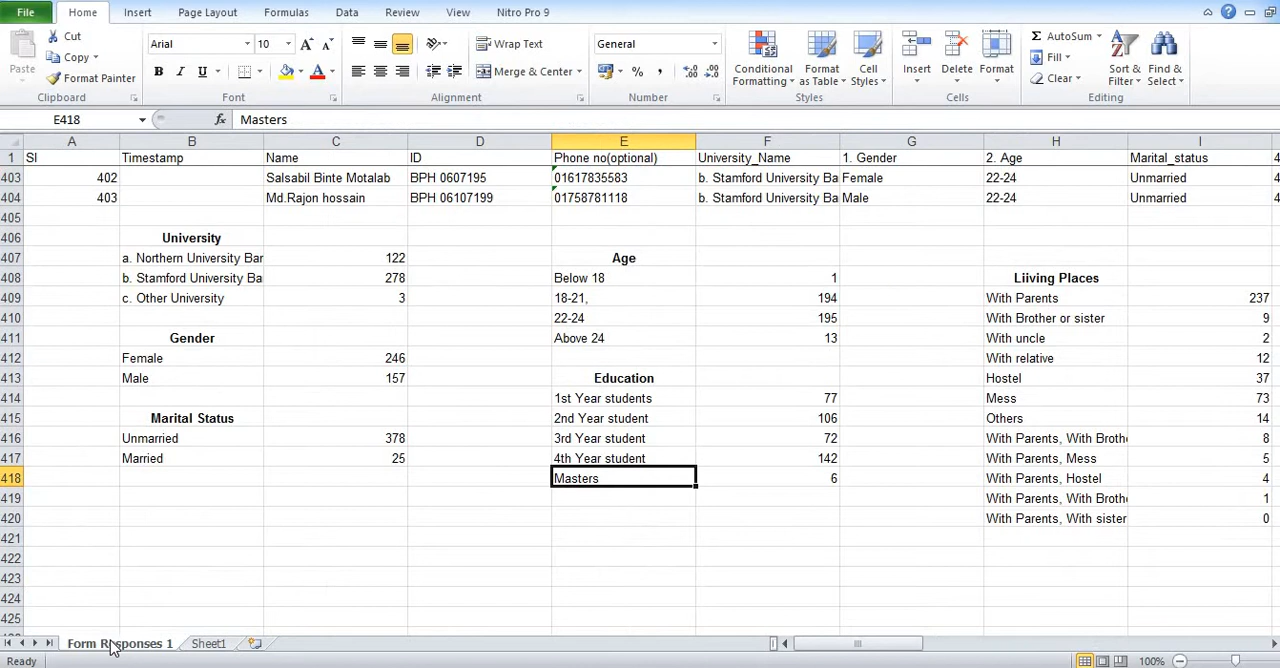 File Home Insert Page Layout Formulas Data Review View Nitro Pro 9
Cut
Copy
Paste
Format Painter
Clipboard
Arial 10
B I U
Font
Wrap Text
Merge & Center
Alignment
General
%
Number
Conditional Formatting
Format as Table
Cell Styles
Styles
Insert Delete Format
Cells
AutoSum
Fill
Clear
Sort & Filter
Find & Select
Editing
E418 fx Masters
A B C D E F G H I
1 SI Timestamp Name ID Phone no(optional) University_Name 1. Gender 2. Age Marital_status 4
403 402 Salsabil Binte Motalab BPH 0607195 01617835583 b. Stamford University Ba Female 22-24 Unmarried 4
404 403 Md.Rajon hossain BPH 06107199 01758781118 b. Stamford University Ba Male 22-24 Unmarried 4
405
406 University
407 a. Northern University Bar 122 Age
408 b. Stamford University Ba 278 Below 18 1 Liiving Places
409 c. Other University 3 18-21, 194 With Parents 237
410 22-24 195 With Brother or sister 9
411 Gender Above 24 13 With uncle 2
412 Female 246 With relative 12
413 Male 157 Education Hostel 37
414 1st Year students 77 Mess 73
415 Marital Status 2nd Year student 106 Others 14
416 Unmarried 378 3rd Year student 72 With Parents, With Brothe 8
417 Married 25 4th Year student 142 With Parents, Mess 5
418 Masters 6 With Parents, Hostel 4
419 With Parents, With Brothe 1
420 With Parents, With sister 0
421
422
423
424
425
Form Responses 1 Sheet1
Ready 100%